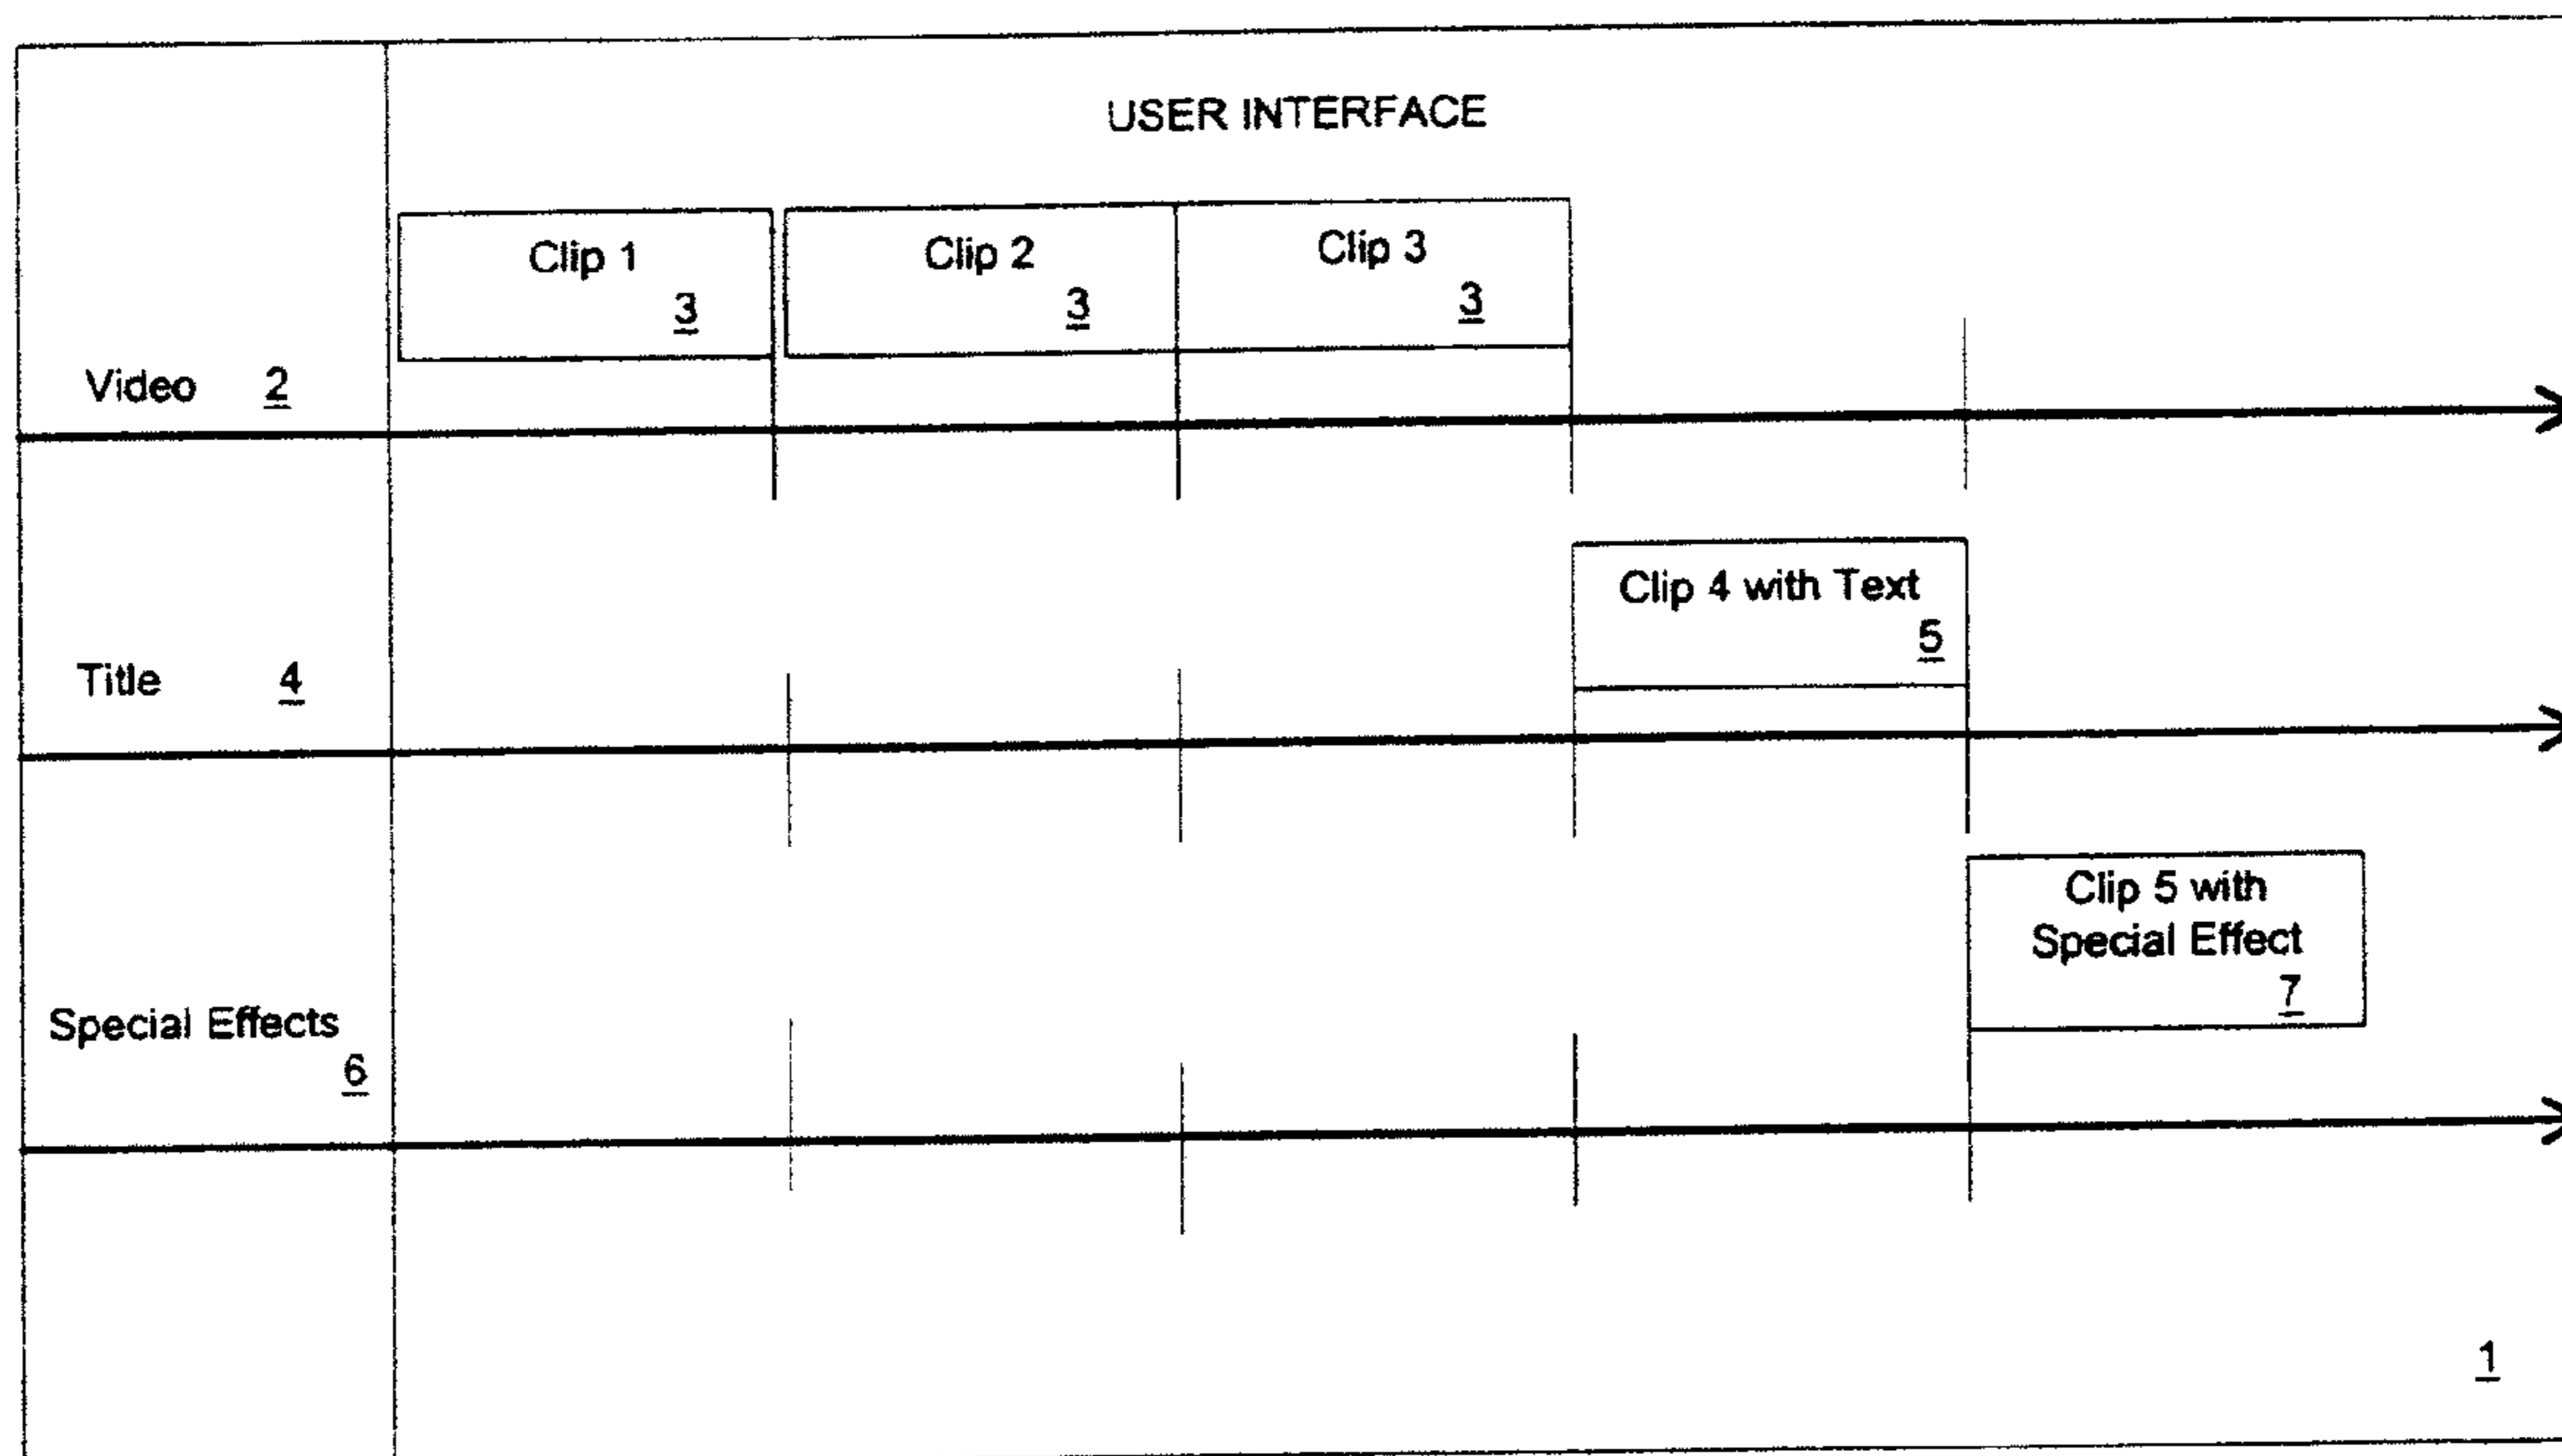 USER INTERFACE
Clip 1
3
Clip 2
3
Clip 3
3
Video 2
Clip 4 with Text
5
Title 4
Clip 5 with
Special Effect
7
Special Effects
6
1